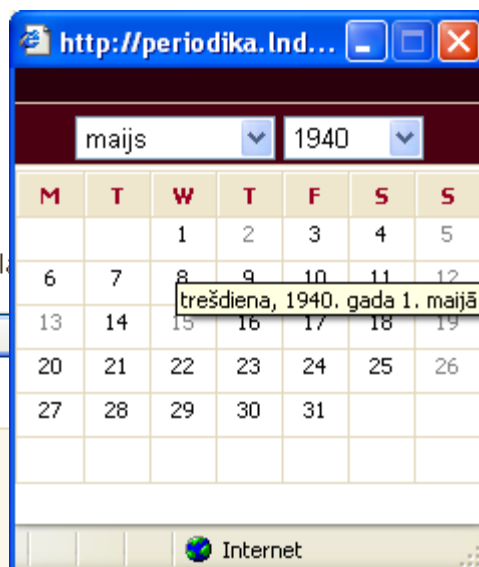 http://periodika.lnd...
maijs 1940
M T W T F S S
1 2 3 4 5
6 7 8 9 10 11 12
trešdiena, 1940. gada 1. maijā
13 14 15 16 17 18 19
20 21 22 23 24 25 26
27 28 29 30 31
Internet